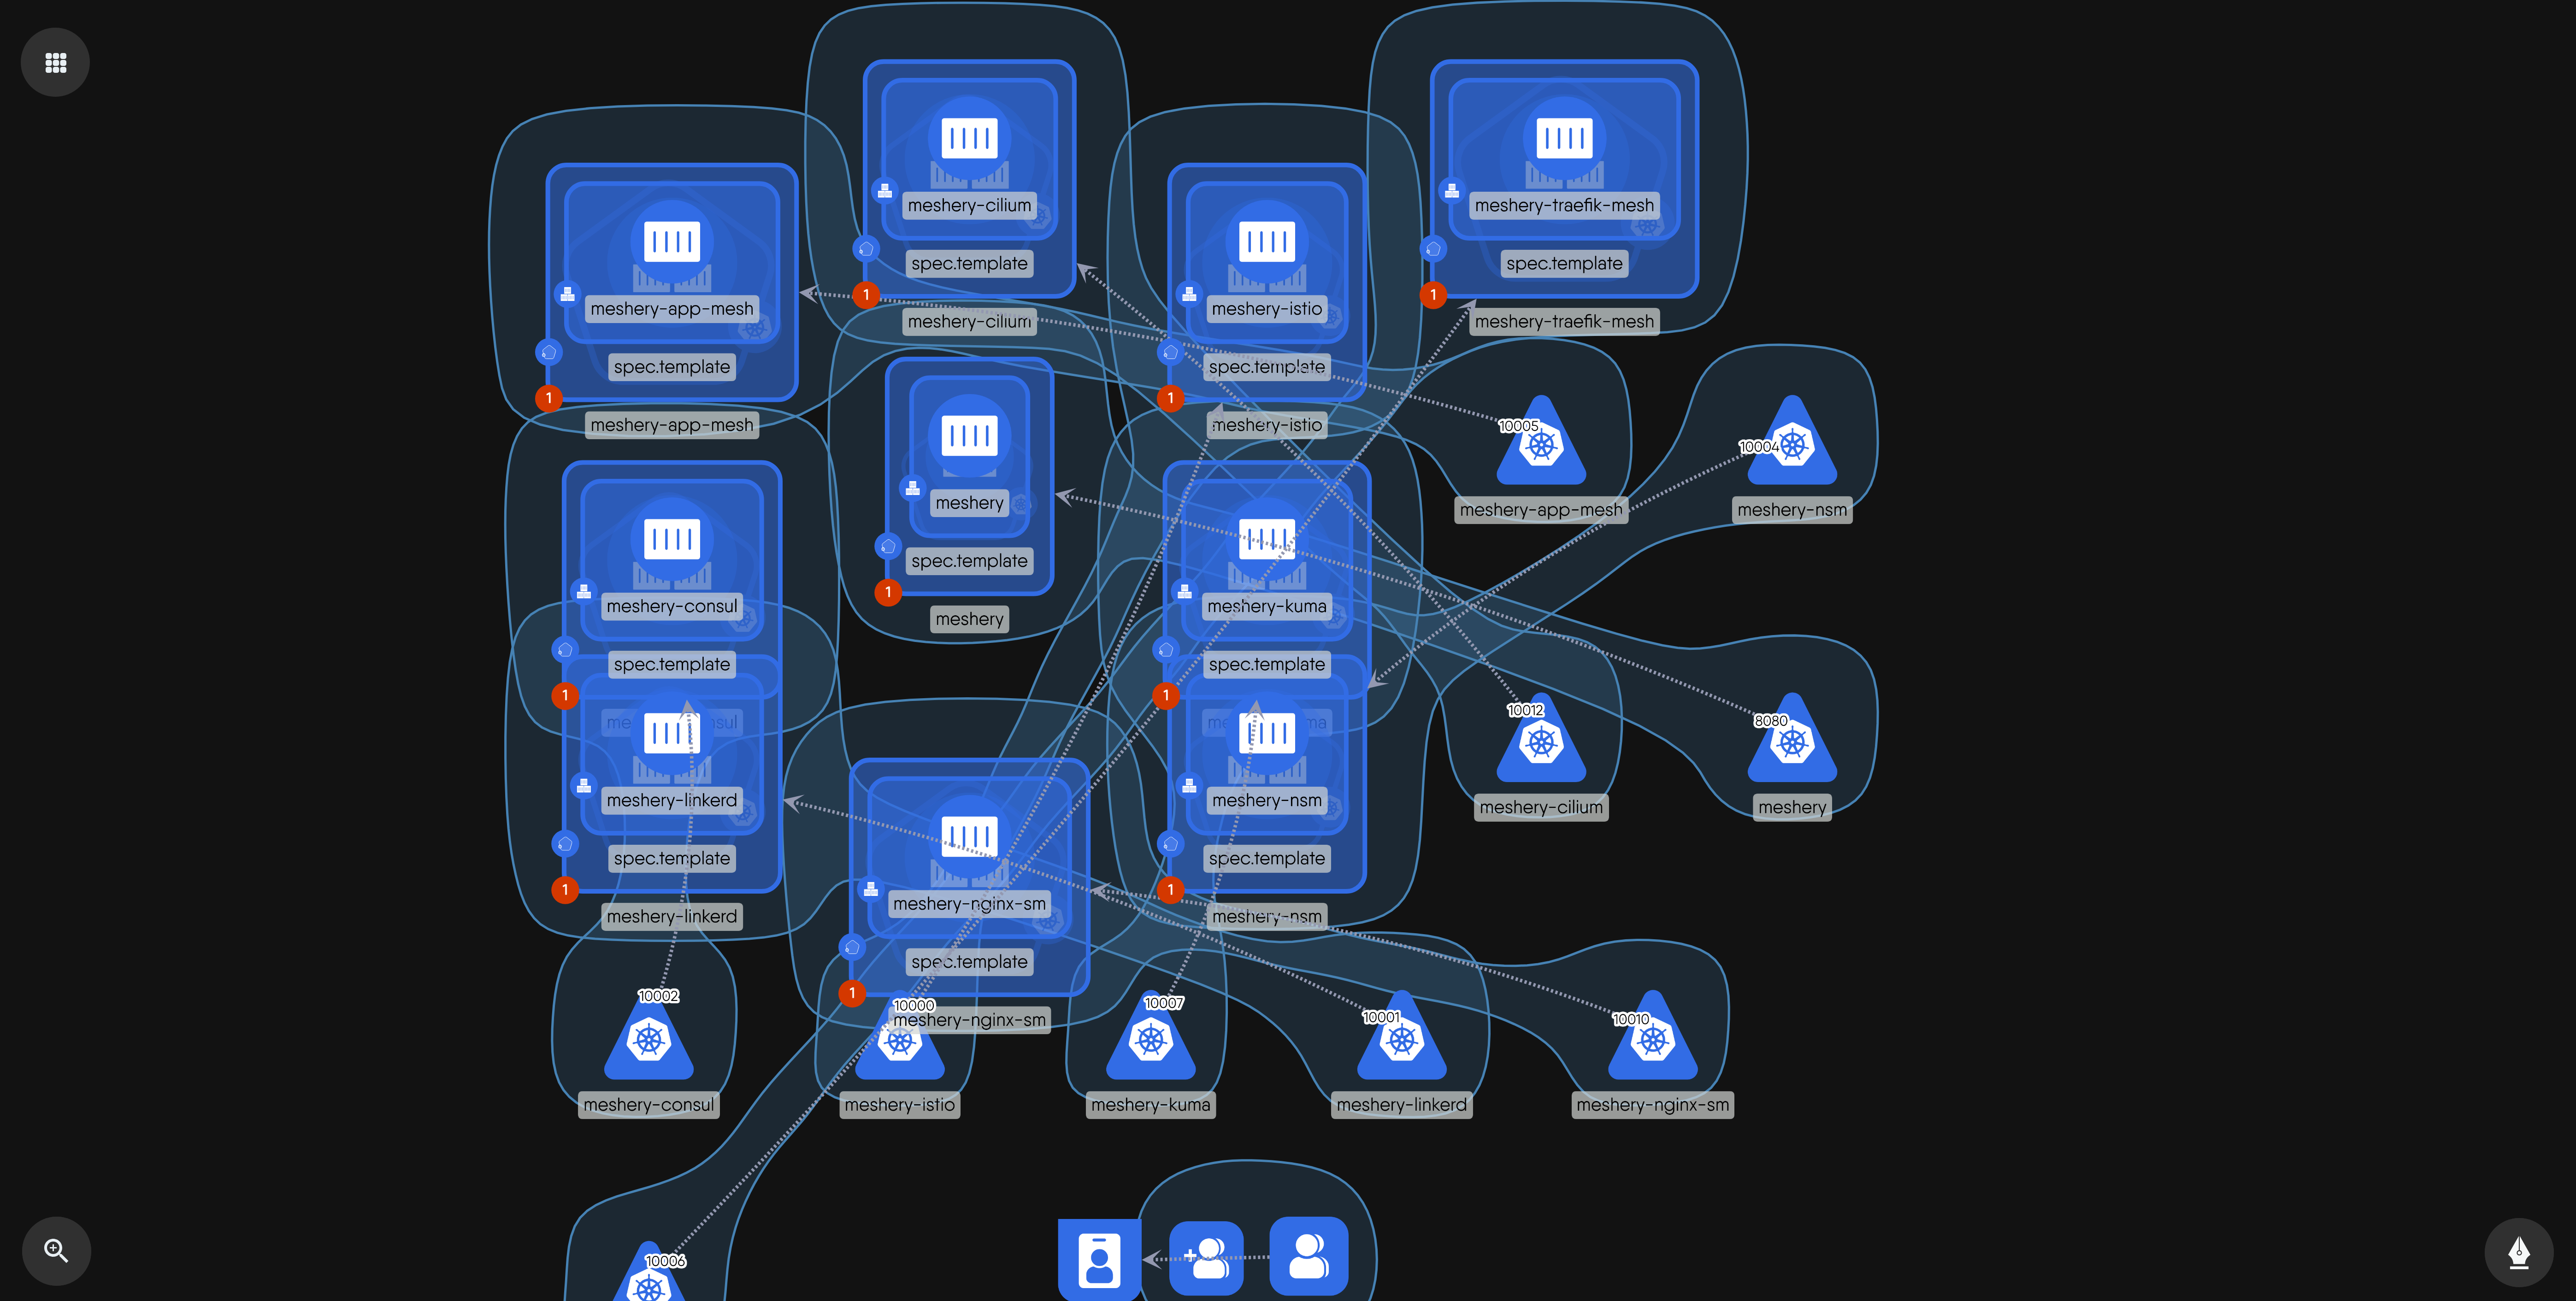 meshery-cilium
spec.template
1
meshery-cilium
meshery-traefik-mesh
spec.template
1
meshery-traefik-mesh
meshery-app-mesh
spec.template
1
meshery-app-mesh
meshery-istio
spec.template
1
meshery-istio
meshery
spec.template
1
meshery
10005
meshery-app-mesh
10004
meshery-nsm
meshery-consul
spec.template
1
meshery-kuma
spec.template
1
meshery-linkerd
spec.template
1
meshery-linkerd
meshery-nsm
spec.template
1
meshery-nsm
10012
meshery-cilium
8080
meshery
meshery-nginx-sm
spec.template
1
meshery-nginx-sm
10002
meshery-consul
10000
meshery-istio
10007
meshery-kuma
10001
meshery-linkerd
10010
meshery-nginx-sm
10006